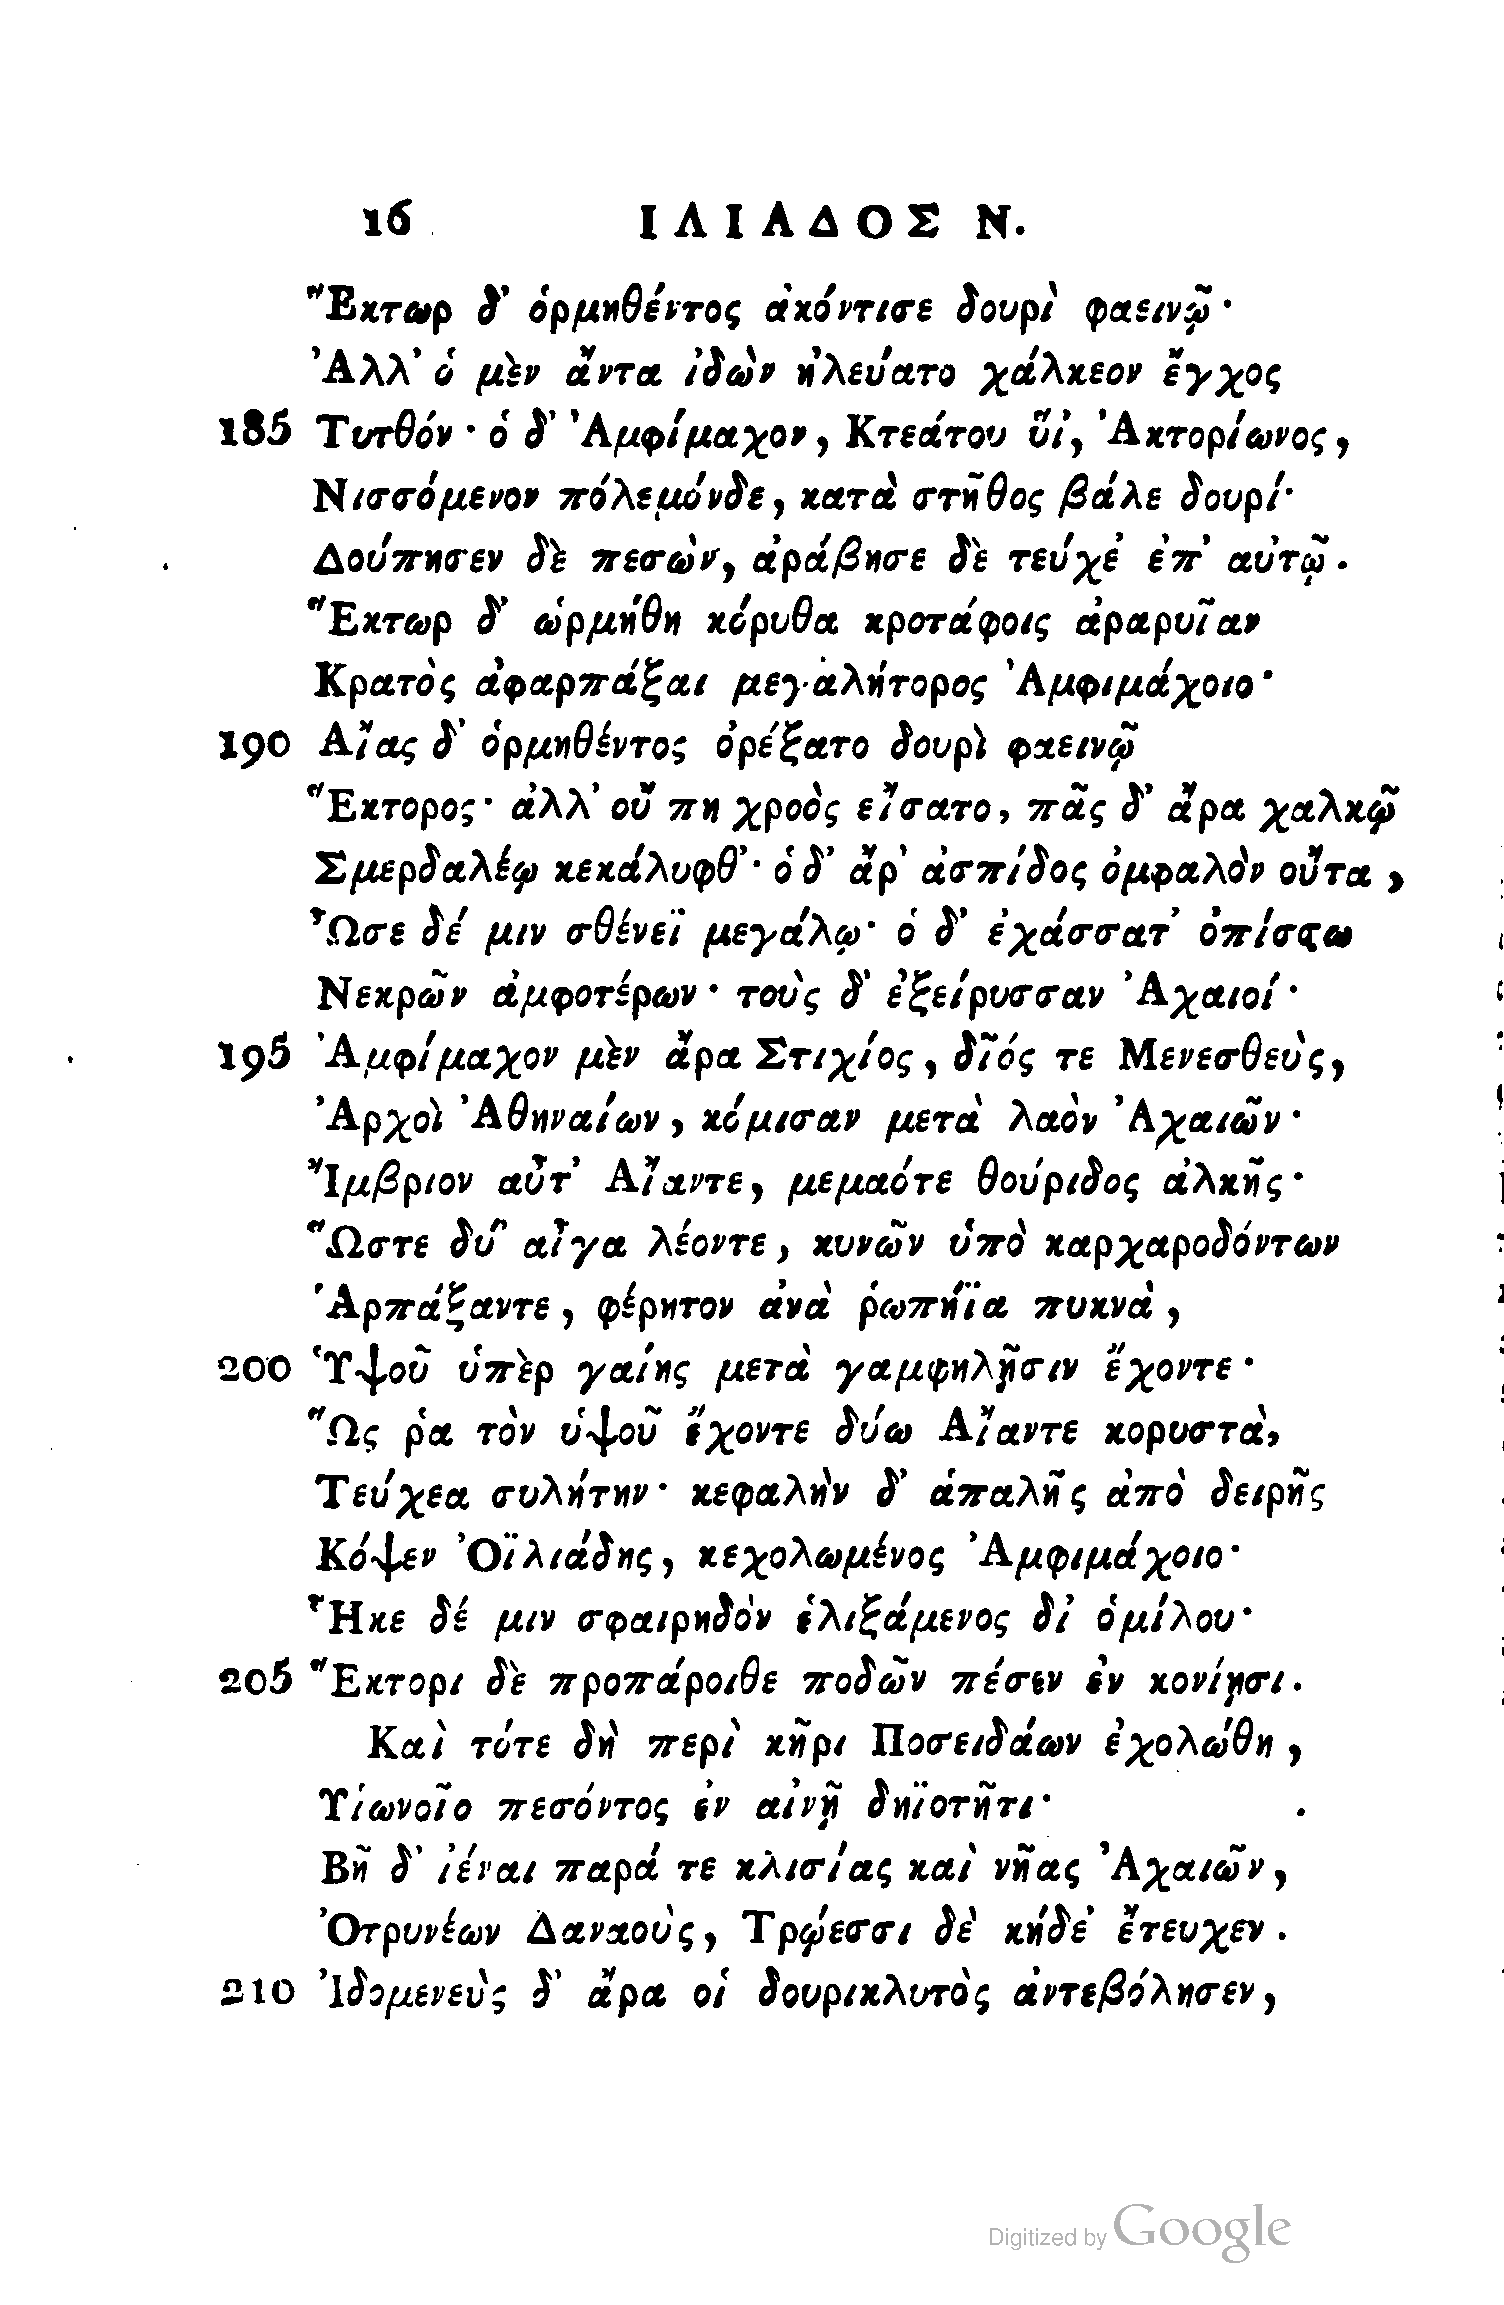 16 ΙΛΙΑΔΟΣ Ν.
Ἕκτωρ δ' ὁρμηθέντος ἀκόντισε δουρὶ φαεινῷ·
Ἀλλ' ὁ μὲν ἄντα ἰδὼν ἠλεύατο χάλκεον ἔγχος
185 Τυτθόν· ὁ δ' Ἀμφίμαχον, Κτεάτου υἷ', Ἀκτορίωνος,
Νισσόμενον πόλεμόνδε, κατὰ στῆθος βάλε δουρί·
Δούπησεν δὲ πεσὼν, ἀράβησε δὲ τεύχε' ἐπ' αὐτῷ.
Ἕκτωρ δ' ὡρμήθη κόρυθα κροτάφοις ἀραρυῖαν
Κρατὸς ἀφαρπάξαι μεγαλήτορος Ἀμφιμάχοιο·
190 Αἴας δ' ὁρμηθέντος ὀρέξατο δουρὶ φαεινῷ
Ἕκτορος· ἀλλ' οὔ πη χροὸς εἴσατο, πᾶς δ' ἄρα χαλκῷ
Σμερδαλέῳ κεκάλυφθ'· ὁ δ' ἄρ' ἀσπίδος ὀμφαλὸν οὖτα,
Ὦσε δέ μιν σθένεϊ μεγάλῳ· ὁ δ' ἐχάσσατ' ὀπίσσω
Νεκρῶν ἀμφοτέρων· τοὺς δ' ἐξείρυσσαν Ἀχαιοί·
195 Ἀμφίμαχον μὲν ἄρα Στιχίος, δῖός τε Μενεσθεὺς,
Ἀρχοὶ Ἀθηναίων, κόμισαν μετὰ λαὸν Ἀχαιῶν·
Ἴμβριον αὖτ' Αἴαντε, μεμαότε θούριδος ἀλκῆς·
Ὥστε δύ' αἶγα λέοντε, κυνῶν ὑπὸ καρχαροδόντων
Ἁρπάξαντε, φέρητον ἀνὰ ῥωπήϊα πυκνὰ,
200 Ὑψοῦ ὑπὲρ γαίης μετὰ γαμφηλῇσιν ἔχοντε·
Ὥς ῥα τὸν ὑψοῦ ἔχοντε δύω Αἴαντε κορυστὰ,
Τεύχεα συλήτην· κεφαλὴν δ' ἁπαλῆς ἀπὸ δειρῆς
Κόψεν Ὀϊλιάδης, κεχολωμένος Ἀμφιμάχοιο·
Ἧκε δέ μιν σφαιρηδὸν ἑλιξάμενος δι' ὁμίλου·
205 Ἕκτορι δὲ προπάροιθε ποδῶν πέσεν ἐν κονίῃσι.
Καὶ τότε δὴ περὶ κῆρι Ποσειδάων ἐχολώθη,
Υἱωνοῖο πεσόντος ἐν αἰνῇ δηϊοτῆτι·
Βῆ δ' ἰέναι παρά τε κλισίας καὶ νῆας Ἀχαιῶν,
Ὀτρυνέων Δαναοὺς, Τρώεσσι δὲ κήδε' ἔτευχεν.
210 Ἰδομενεὺς δ' ἄρα οἱ δουρικλυτὸς ἀντεβόλησεν,
Digitized by Google